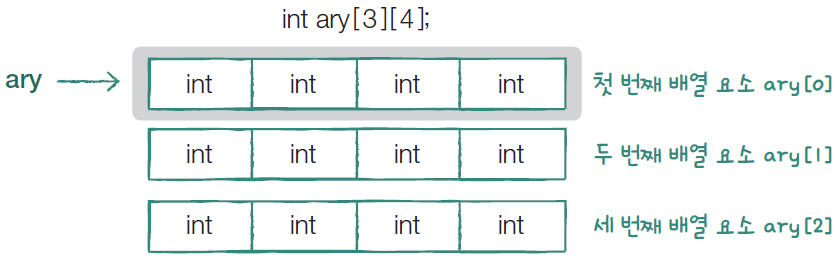 int ary[3][4];
ary int int int int 첫 번째 배열 요소 ary[0]
int int int int 두 번째 배열 요소 ary[1]
int int int int 세 번째 배열 요소 ary[2]